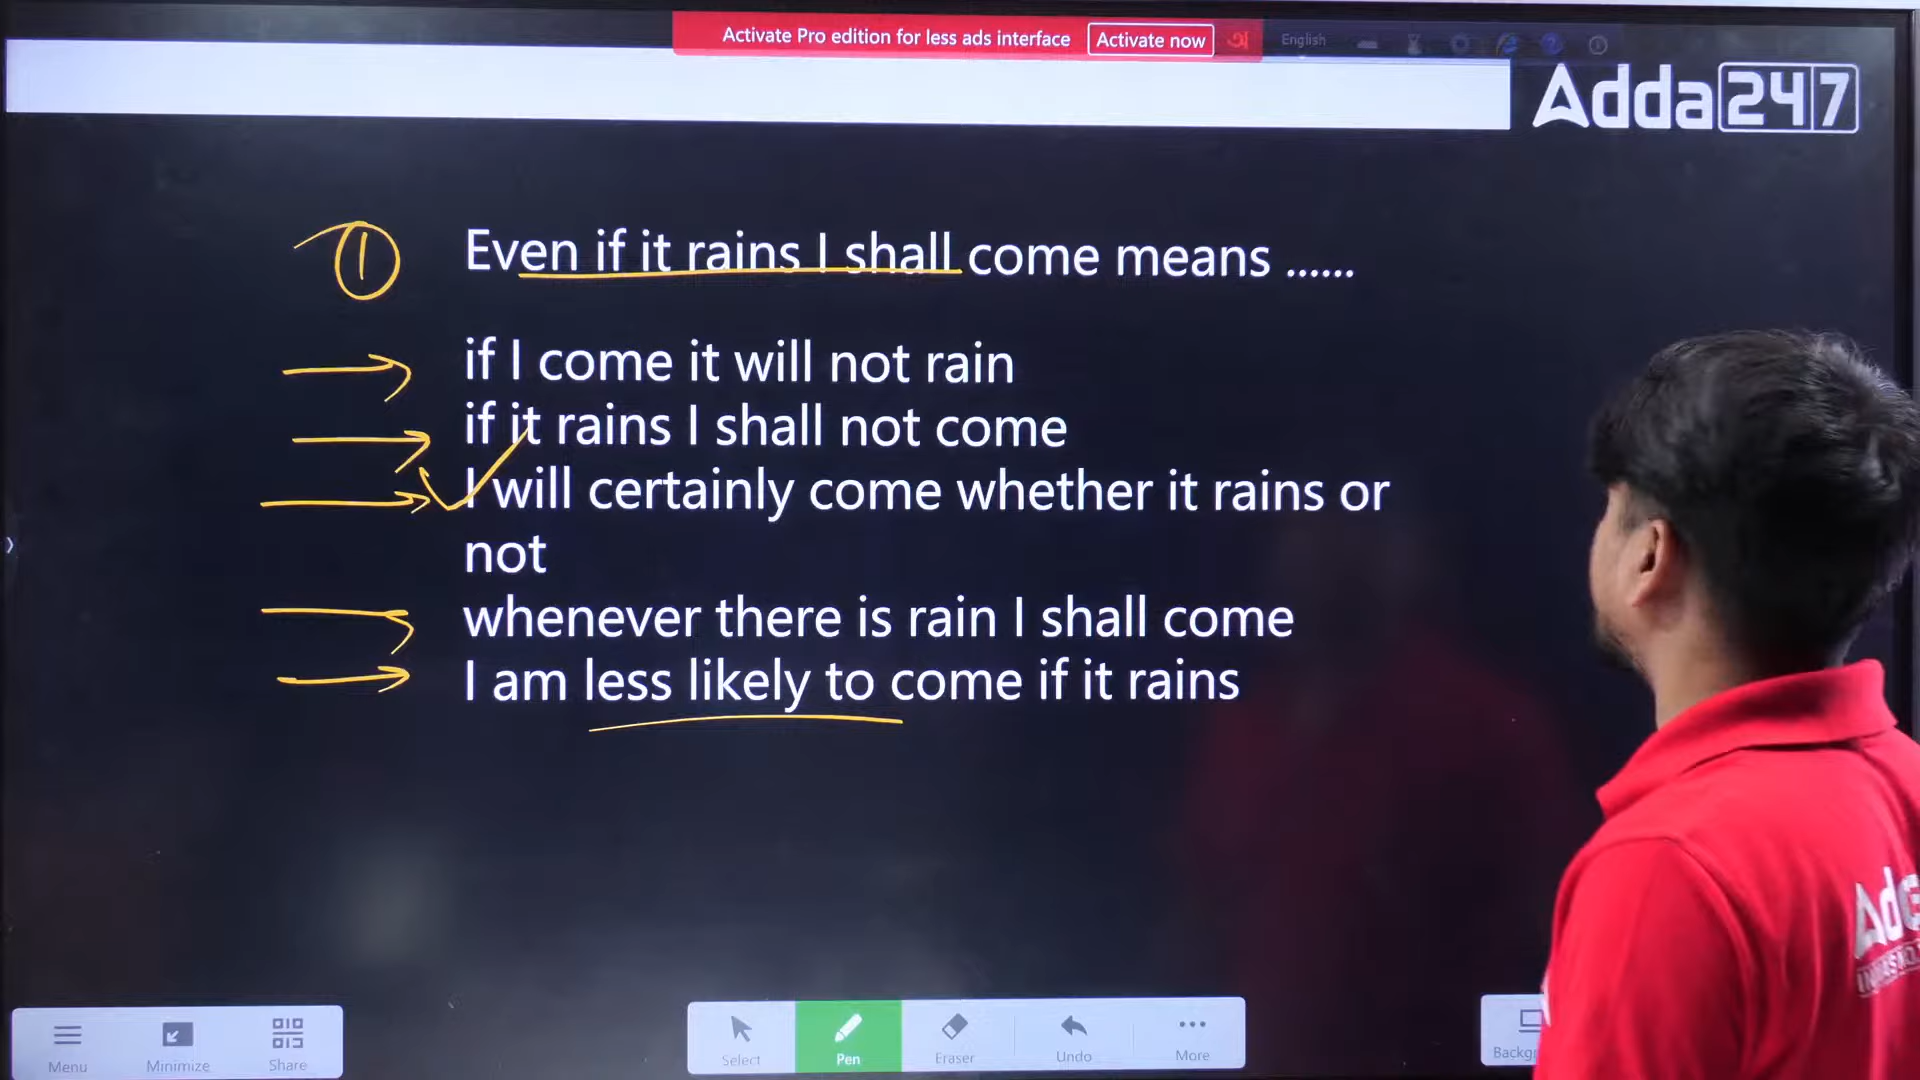 Activate Pro edition for less ads interface Activate now অ English
Adda247
1 Even if it rains I shall come means ......
if I come it will not rain
if it rains I shall not come
I will certainly come whether it rains or
not
whenever there is rain I shall come
I am less likely to come if it rains
Menu Minimize Share Select Pen Eraser Undo More